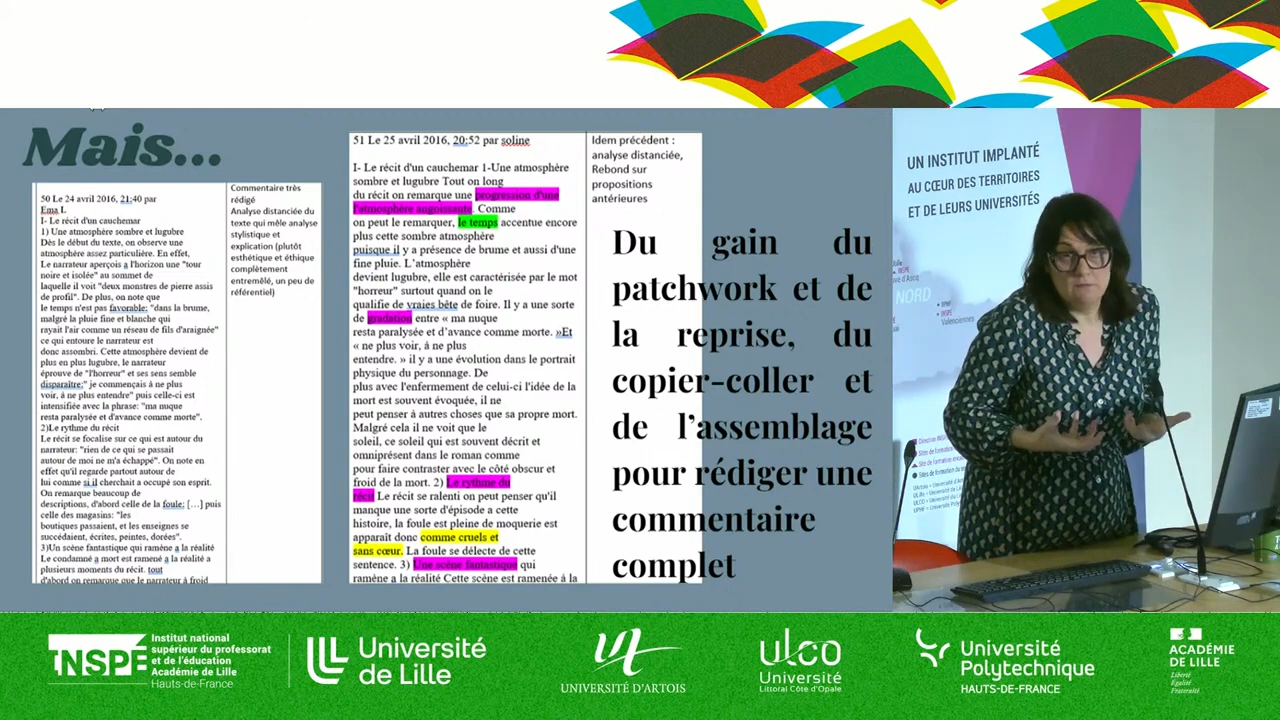 Mais...
50 Le 24 avril 2016, 21:40 par
Ema L
I- Le récit d'un cauchemar
1) Une atmosphère sombre et lugubre
Dès le début du texte, on observe une
atmosphère assez particulière. En effet,
Le narrateur aperçois a l'horizon une "tour
noire et isolée" au sommet de
laquelle il voit "deux monstres de pierre assis
de profil". De plus, on note que
le temps n'est pas favorable: "dans la brume,
malgré la pluie fine et blanche qui
rayait l'air comme un réseau de fils d'araignée"
ce qui entoure le narrateur est
donc assombri. Cette atmosphère devient de
plus en plus lugubre, le narrateur
éprouve de "l'horreur" et ses sens semble
disparaître:" je commençais à ne plus
voir, à ne plus entendre" puis celle-ci est
intensifiée avec la phrase: "ma nuque
resta paralysée et d'avance comme morte".
2)Le rythme du récit
Le récit se focalise sur ce qui est autour du
narrateur: "rien de ce qui se passait
autour de moi ne m'a échappé". On note en
effet qu'il regarde partout autour de
lui comme si il cherchait a occupé son esprit.
On remarque beaucoup de
descriptions, d'abord celle de la foule: [...] puis
celle des magasins: "les
boutiques passaient, et les enseignes se
succédaient, écrites, peintes, dorées".
3)Un scène fantastique qui ramène a la réalité
Le condamné a mort est ramené a la réalité a
plusieurs moments du récit. tout
d'abord on remarque que le narrateur à froid
Commentaire très
rédigé
Analyse distanciée du
texte qui mêle analyse
stylistique et
explication (plutôt
esthétique et éthique
complètement
entremêlé, un peu de
référentiel)
51 Le 25 avril 2016, 20:52 par soline
I- Le récit d'un cauchemar 1-Une atmosphère
sombre et lugubre Tout on long
du récit on remarque une progression d'une
l'atmosphère angoissante. Comme
on peut le remarquer, le temps accentue encore
plus cette sombre atmosphère
puisque il y a présence de brume et aussi d'une
fine pluie. L'atmosphère
devient lugubre, elle est caractérisée par le mot
"horreur" surtout quand on le
qualifie de vraies bête de foire. Il y a une sorte
de gradation entre « ma nuque
resta paralysée et d'avance comme morte. »Et
« ne plus voir, à ne plus
entendre. » il y a une évolution dans le portrait
physique du personnage. De
plus avec l'enfermement de celui-ci l'idée de la
mort est souvent évoquée, il ne
peut penser à autres choses que sa propre mort.
Malgré cela il ne voit que le
soleil, ce soleil qui est souvent décrit et
omniprésent dans le roman comme
pour faire contraster avec le côté obscur et
froid de la mort. 2) Le rythme du
récit Le récit se ralenti on peut penser qu'il
manque une sorte d'épisode a cette
histoire, la foule est pleine de moquerie est
apparaît donc comme cruels et
sans cœur. La foule se délecte de cette
sentence. 3) Une scène fantastique qui
ramène a la réalité Cette scène est ramenée à la
Idem précédent :
analyse distanciée,
Rebond sur
propositions
antérieures
Du gain du
patchwork et de
la reprise, du
copier-coller et
de l'assemblage
pour rédiger une
commentaire
complet
UN INSTITUT IMPLANTÉ
AU CŒUR DES TERRITOIRES
ET DE LEURS UNIVERSITÉS
NORD
Valenciennes
INSPÉ
Institut national
supérieur du professorat
et de l'éducation
Académie de Lille
Hauts-de-France
Université
de Lille
UNIVERSITÉ D'ARTOIS
ulco
Université
Littoral Côte d'Opale
Université
Polytechnique
HAUTS-DE-FRANCE
ACADÉMIE
DE LILLE
Liberté
Égalité
Fraternité